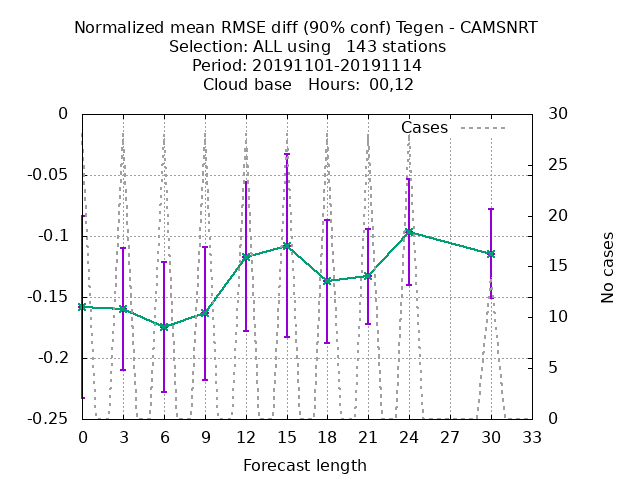 Normalized mean RMSE diff (90% conf) Tegen - CAMSNRT
Selection: ALL using   143 stations
Period: 20191101-20191114
Cloud base   Hours:  00,12
Cases
0
-0.05
-0.1
-0.15
-0.2
-0.25
30
25
20
15
10
5
0
No cases
0 3 6 9 12 15 18 21 24 27 30 33
Forecast length